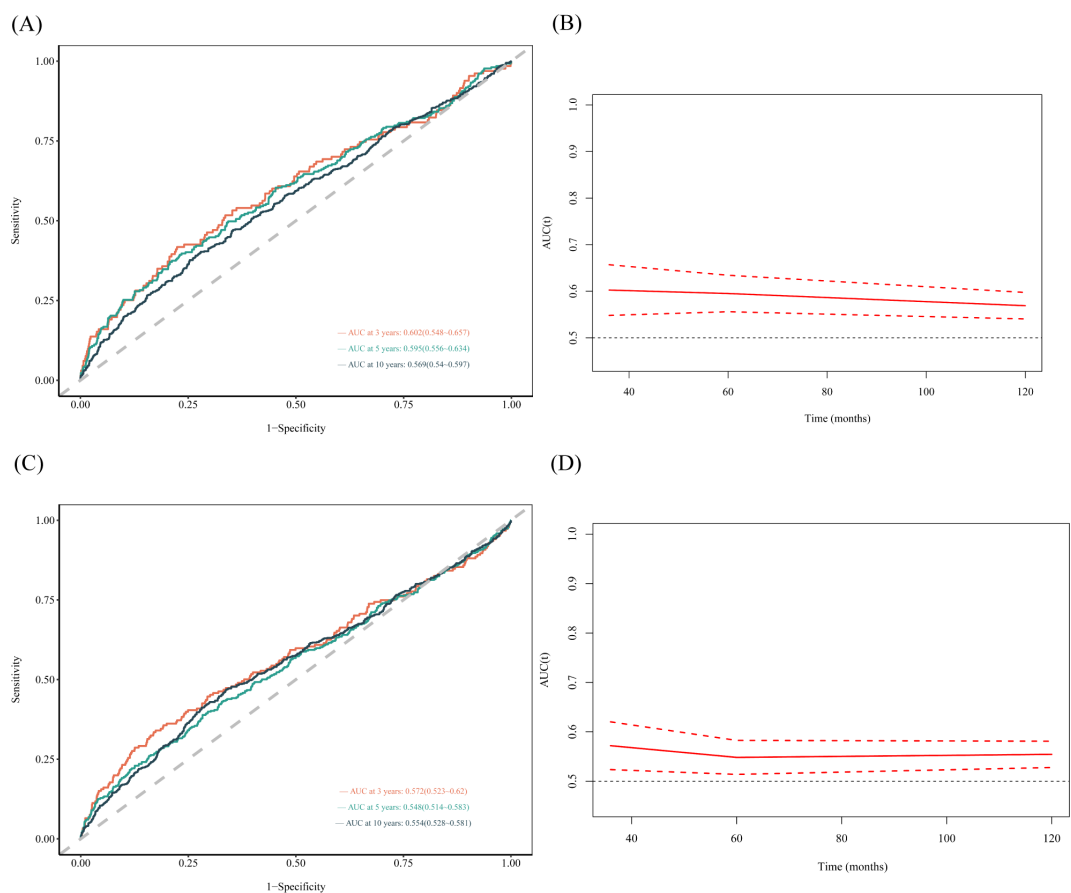 (A)
Sensitivity
1.00
0.75
0.50
0.25
0.00
AUC at 3 years: 0.602(0.548−0.657)
AUC at 5 years: 0.595(0.556−0.634)
AUC at 10 years: 0.569(0.54−0.597)
0.00 0.25 0.50 0.75 1.00
1−Specificity
(B)
AUC(t)
1.0
0.9
0.8
0.7
0.6
0.5
40 60 80 100 120
Time (months)
(C)
Sensitivity
1.00
0.75
0.50
0.25
0.00
AUC at 3 years: 0.572(0.523−0.62)
AUC at 5 years: 0.548(0.514−0.583)
AUC at 10 years: 0.554(0.528−0.581)
0.00 0.25 0.50 0.75 1.00
1−Specificity
(D)
AUC(t)
1.0
0.9
0.8
0.7
0.6
0.5
40 60 80 100 120
Time (months)